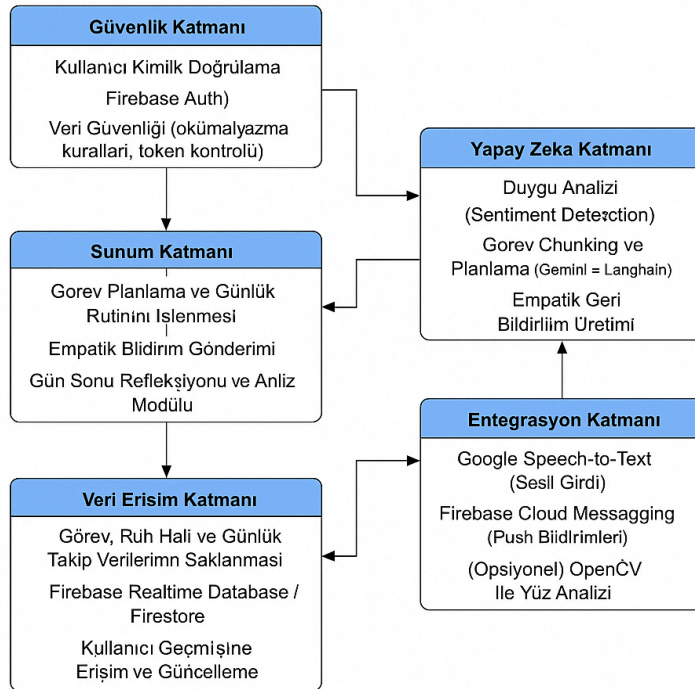 Güvenlik Katmanı
Kullanıcı Kimilk Doğrulama
Firebase Auth)
Veri Güvenliği (okümalyazma
kurallari, token kontrolü)
Sunum Katmanı
Gorev Planlama ve Günlük
Rutinini Islenmesi
Empatik Blidirim Gönderimi
Gün Sonu Refleksiyonu ve Anliz
Modülu
Veri Erisim Katmanı
Görev, Ruh Hali ve Günlük
Takip Verilerimn Saklanmasi
Firebase Realtime Database /
Firestore
Kullanıcı Geçmişine
Erişim ve Güncelleme
Yapay Zeka Katmanı
Duygu Analizi
(Sentiment Detection)
Gorev Chunking ve
Planlama (Geminl = Langhain)
Empatik Geri
Bildirliim Üretimi
Entegrasyon Katmanı
Google Speech-to-Text
(Sesil Girdi)
Firebase Cloud Messagging
(Push Biidlrimleri)
(Opsiyonel) OpenĊV
Ile Yüz Analizi